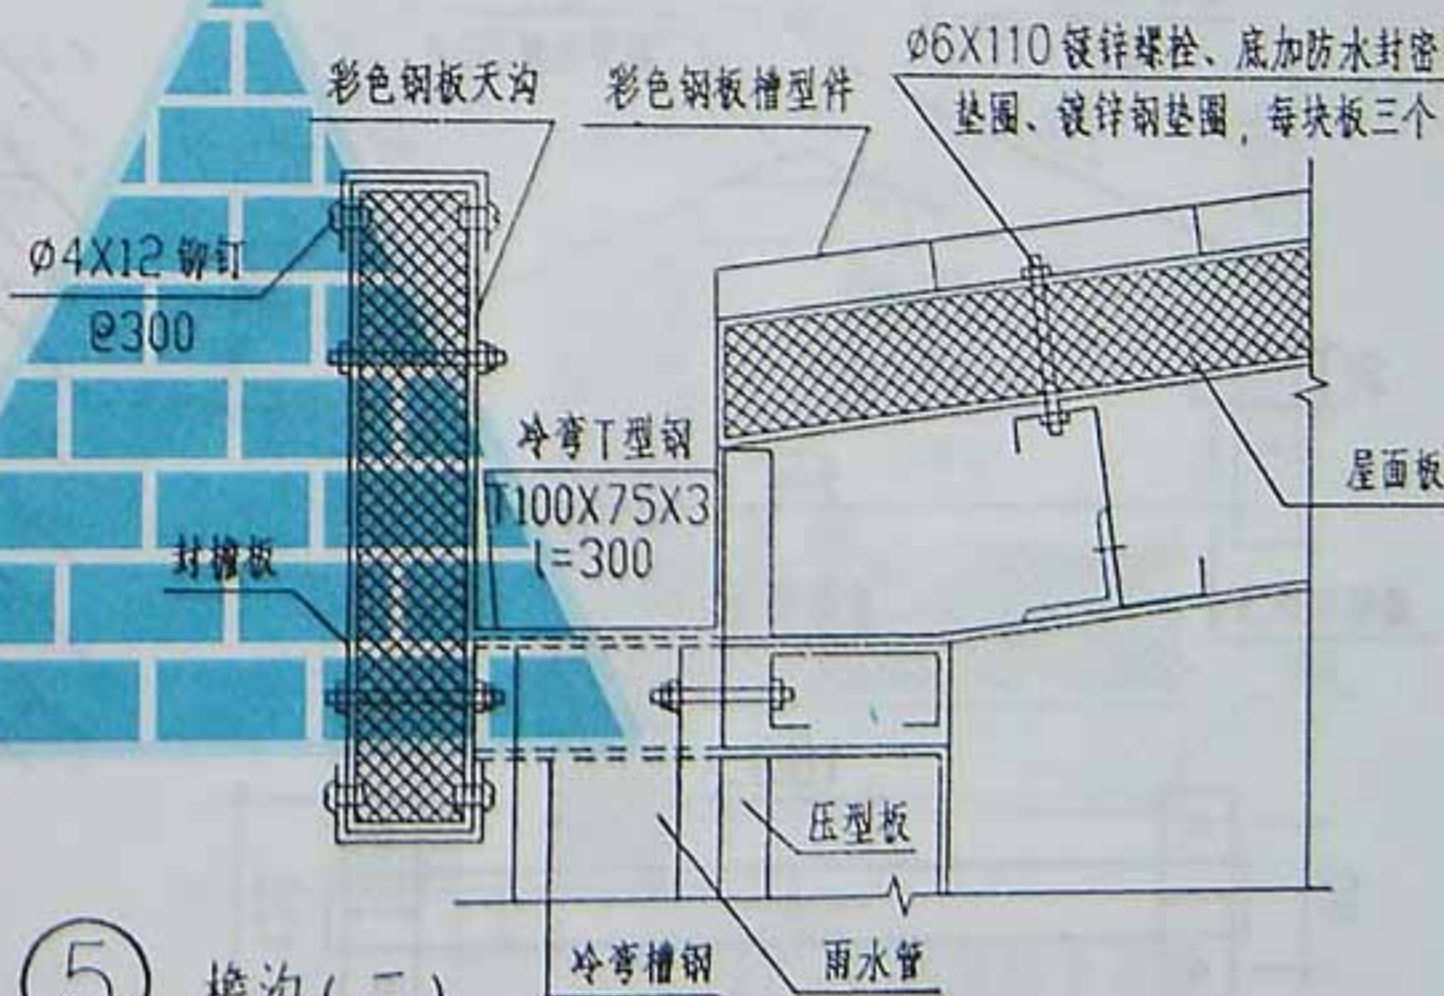 彩色钢板天沟
彩色钢板槽型件
Ø6X110 镀锌螺栓、底加防水封密
垫圈、镀锌钢垫圈,每块板三个
Ø4X12 铆钉
@300
冷弯T型钢
T100X75X3
l=300
屋面板
封檐板
压型板
冷弯槽钢
雨水管
5
檐沟(二)